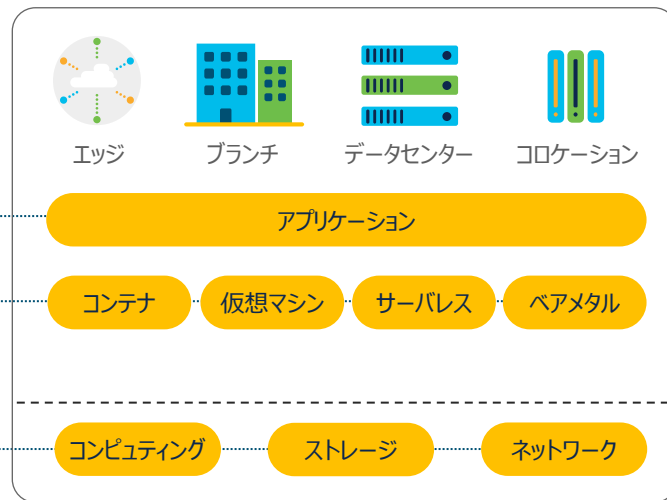 エッジ ブランチ データセンター コロケーション
アプリケーション
コンテナ 仮想マシン サーバレス ベアメタル
コンピュティング ストレージ ネットワーク